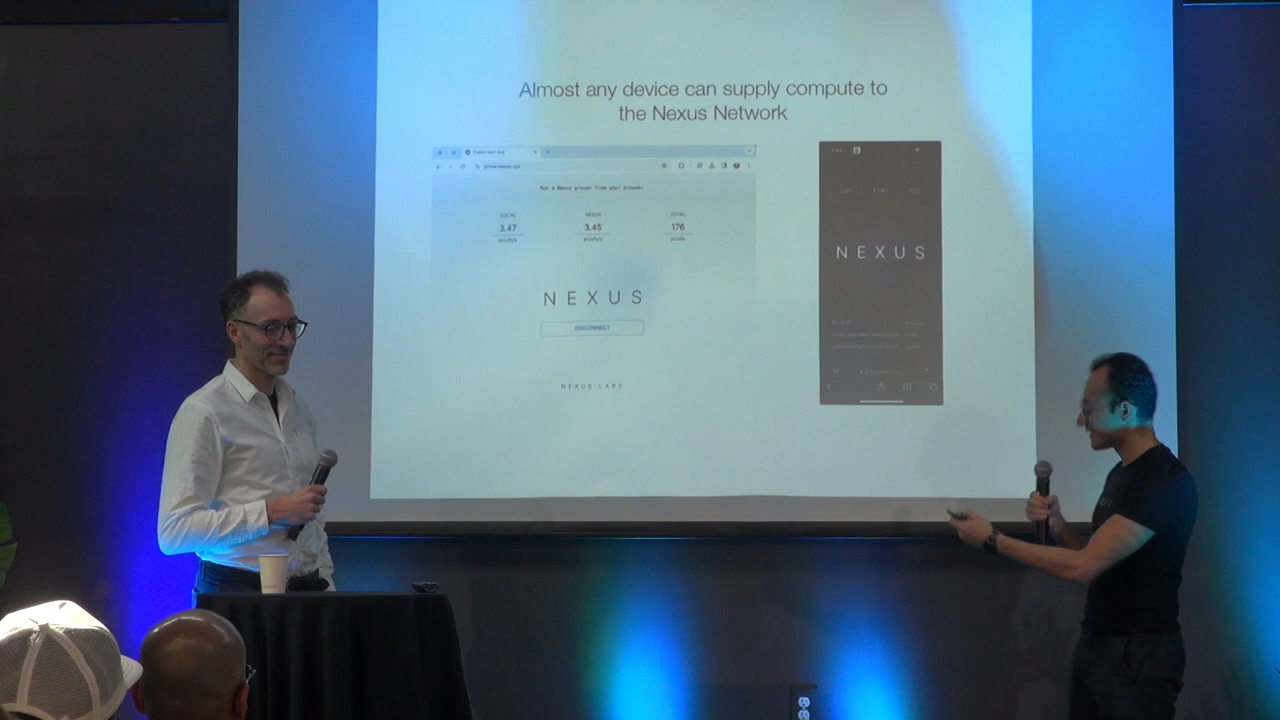 Almost any device can supply compute to
the Nexus Network
Run a Nexus prover from your browser
LOCAL
NEXUS
TOTAL
3.47
3.45
176
proofs/s
proofs/s
proofs
NEXUS
DISCONNECT
NEXUS LABS
NEXUS